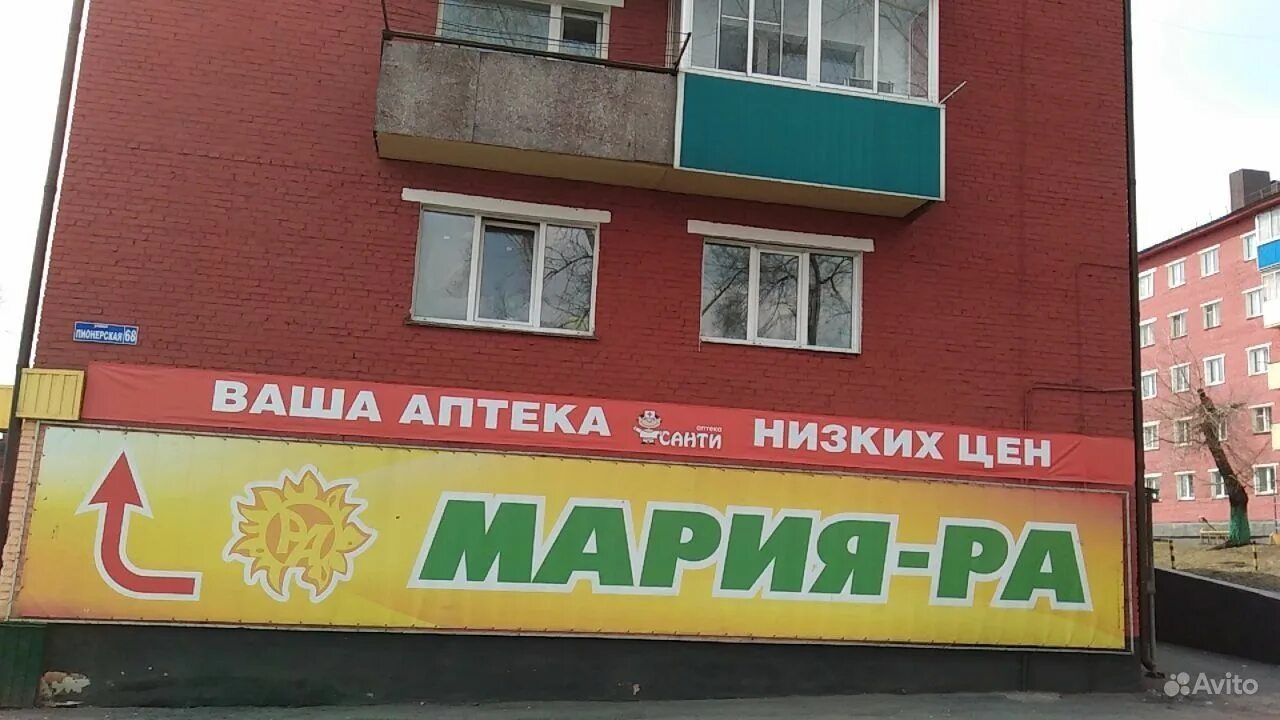 ПИОНЕРСКАЯ 68
ВАША АПТЕКА аптека САНТИ НИЗКИХ ЦЕН
РА МАРИЯ-РА
Avito